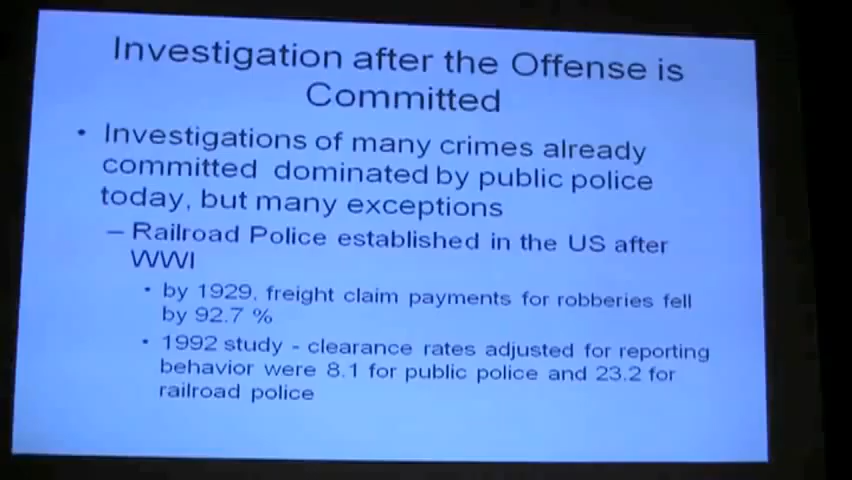 Investigation after the Offense is
Committed
• Investigations of many crimes already
committed dominated by public police
today, but many exceptions
– Railroad Police established in the US after
WWI
• by 1929, freight claim payments for robberies fell
by 92.7 %
• 1992 study - clearance rates adjusted for reporting
behavior were 8.1 for public police and 23.2 for
railroad police